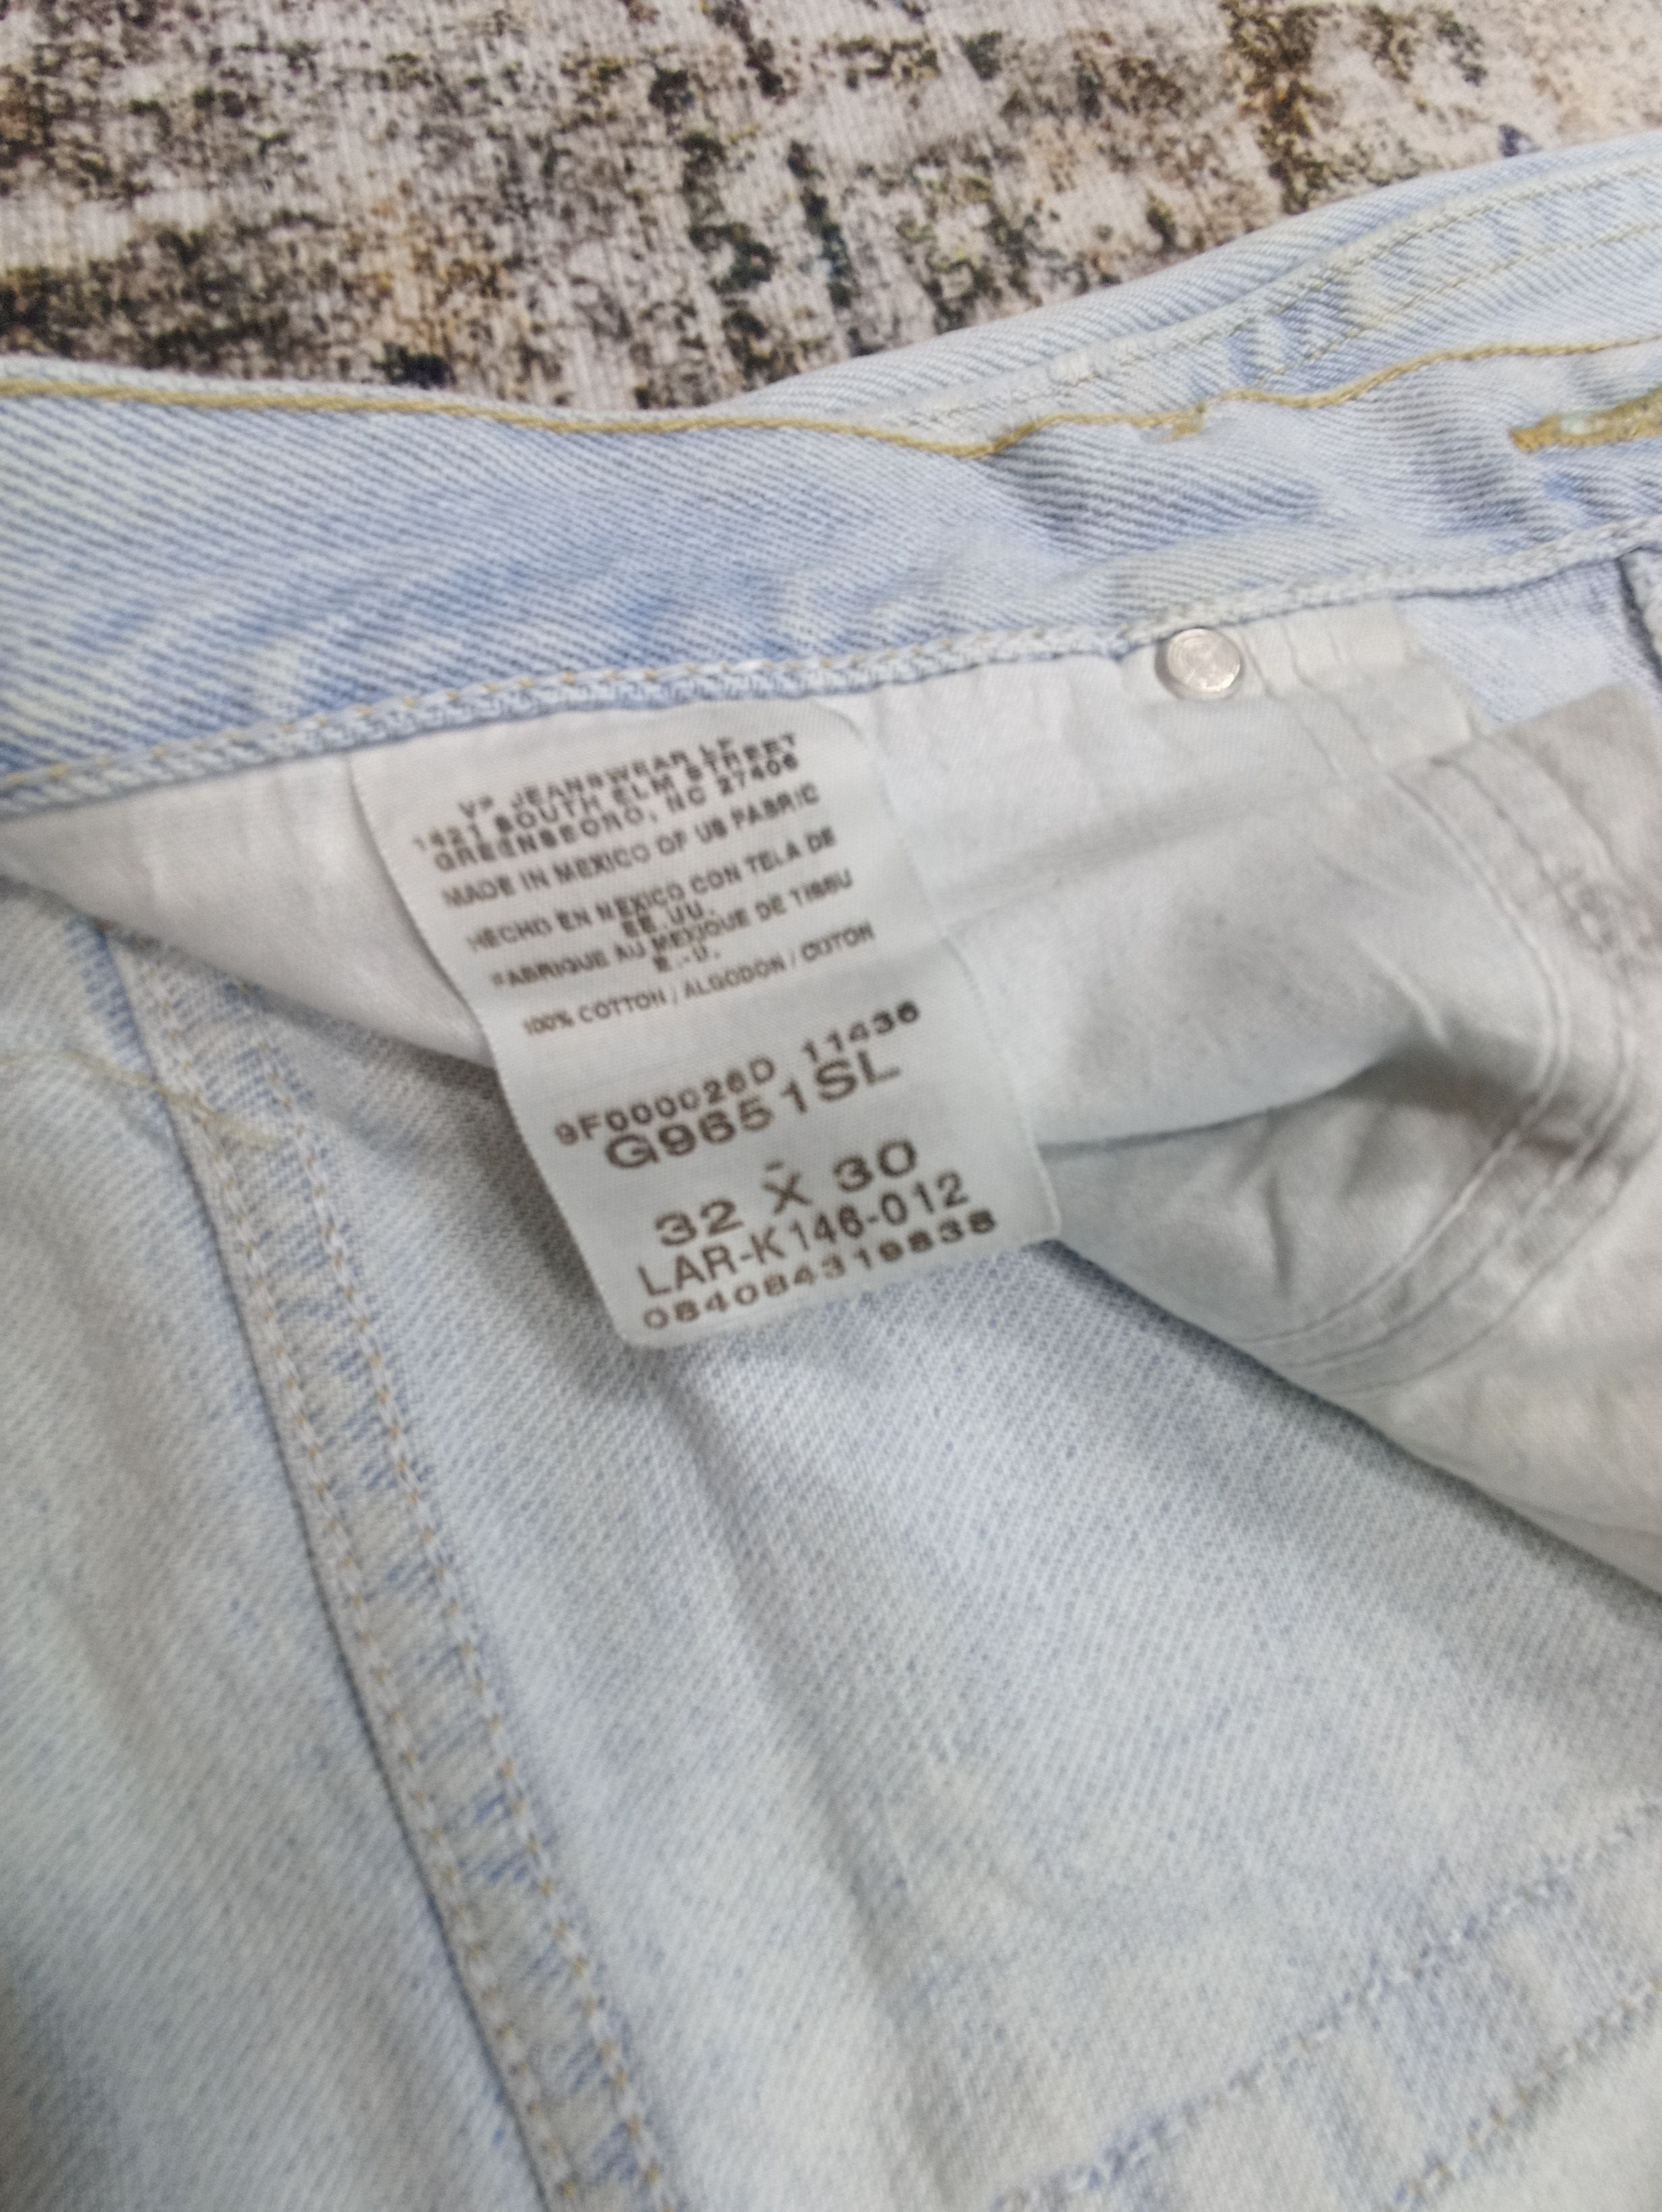 VF JEANSWEAR LP
1421 SOUTH ELM STREET
GREENSBORO, NC 27406
MADE IN MEXICO OF US FABRIC
HECHO EN MEXICO CON TELA DE
EE.UU.
FABRIQUE AU MEXIQUE DE TISSU
E.-U.
100% COTTON / ALGODON / COTON
9F000026D 11436
G9651SL
32 X 30
LAR-K146-012
084084319838